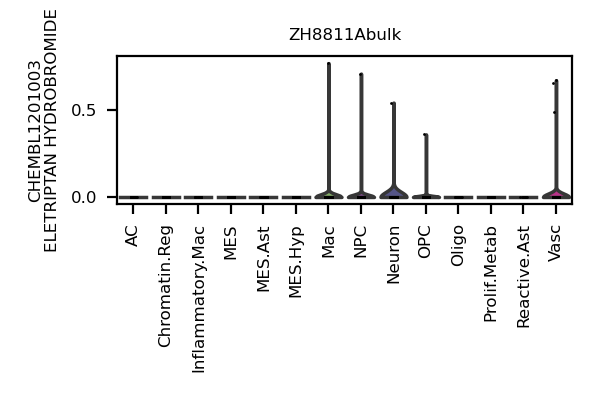 ZH8811Abulk
CHEMBL1201003
ELETRIPTAN HYDROBROMIDE
0.5
0.0
AC
Chromatin.Reg
Inflammatory.Mac
MES
MES.Ast
MES.Hyp
Mac
NPC
Neuron
OPC
Oligo
Prolif.Metab
Reactive.Ast
Vasc